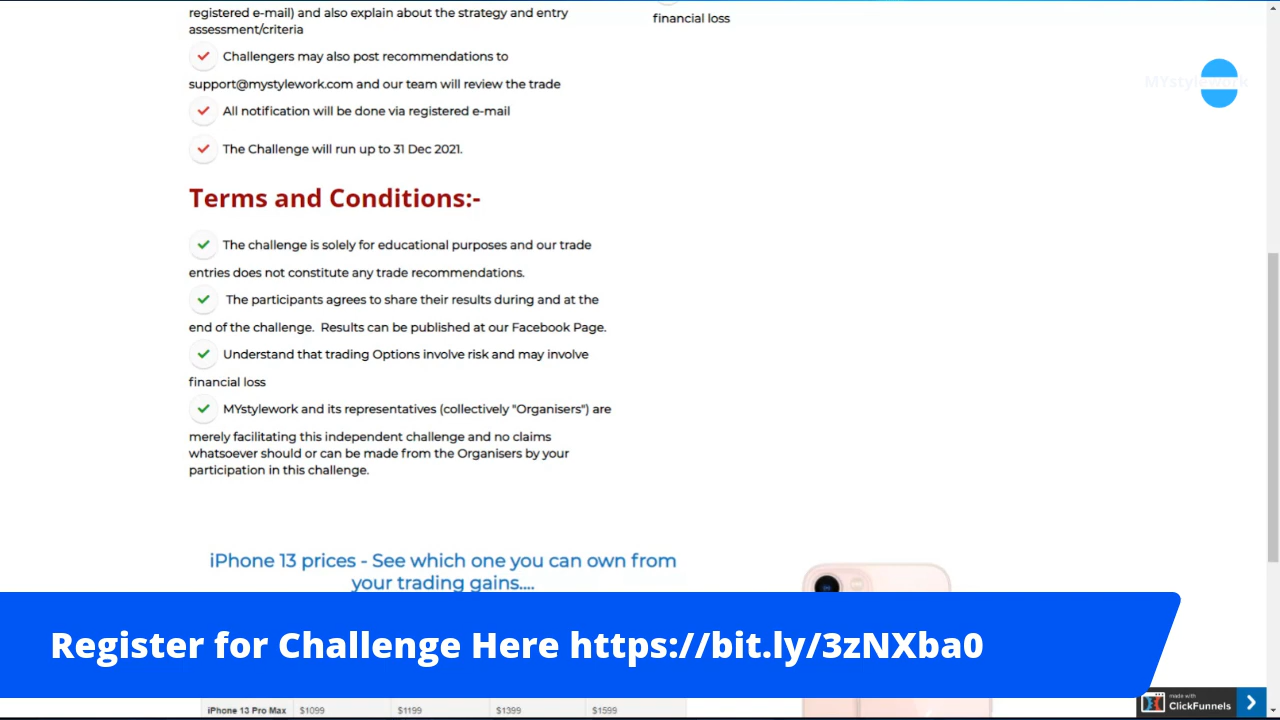 registered e-mail) and also explain about the strategy and entry
assessment/criteria
Challengers may also post recommendations to
support@mystylework.com and our team will review the trade
All notification will be done via registered e-mail
The Challenge will run up to 31 Dec 2021.
financial loss
MYstylework
Terms and Conditions:-
The challenge is solely for educational purposes and our trade
entries does not constitute any trade recommendations.
The participants agrees to share their results during and at the
end of the challenge. Results can be published at our Facebook Page.
Understand that trading Options involve risk and may involve
financial loss
MYstylework and its representatives (collectively "Organisers") are
merely facilitating this independent challenge and no claims
whatsoever should or can be made from the Organisers by your
participation in this challenge.
iPhone 13 prices - See which one you can own from
your trading gains....
Register for Challenge Here https://bit.ly/3zNXba0
iPhone 13 Pro Max $1099 $1199 $1399 $1599
made with
ClickFunnels